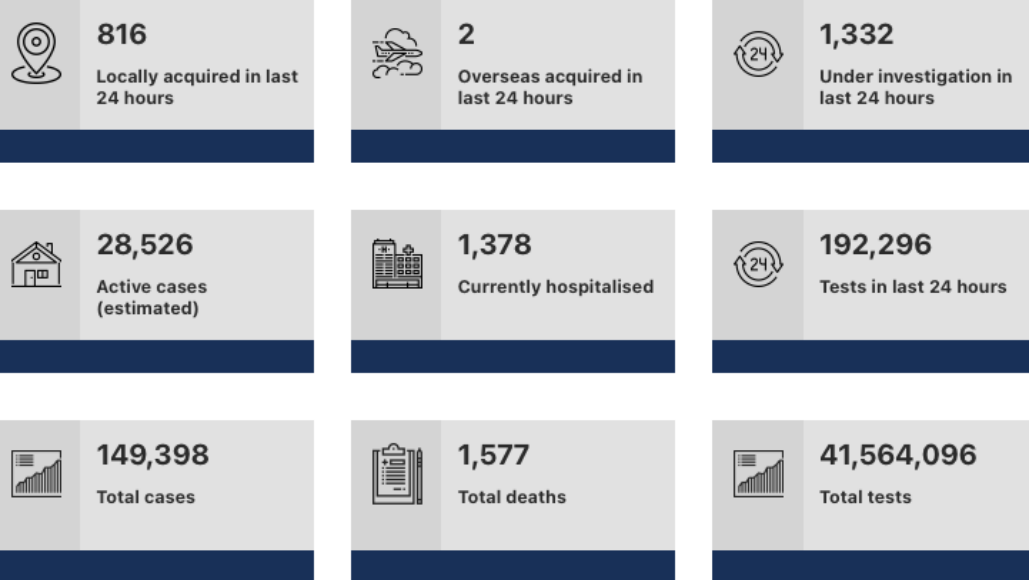 816
Locally acquired in last
24 hours
2
Overseas acquired in
last 24 hours
24
1,332
Under investigation in
last 24 hours
28,526
Active cases
(estimated)
H
1,378
Currently hospitalised
24
192,296
Tests in last 24 hours
149,398
Total cases
1,577
Total deaths
41,564,096
Total tests